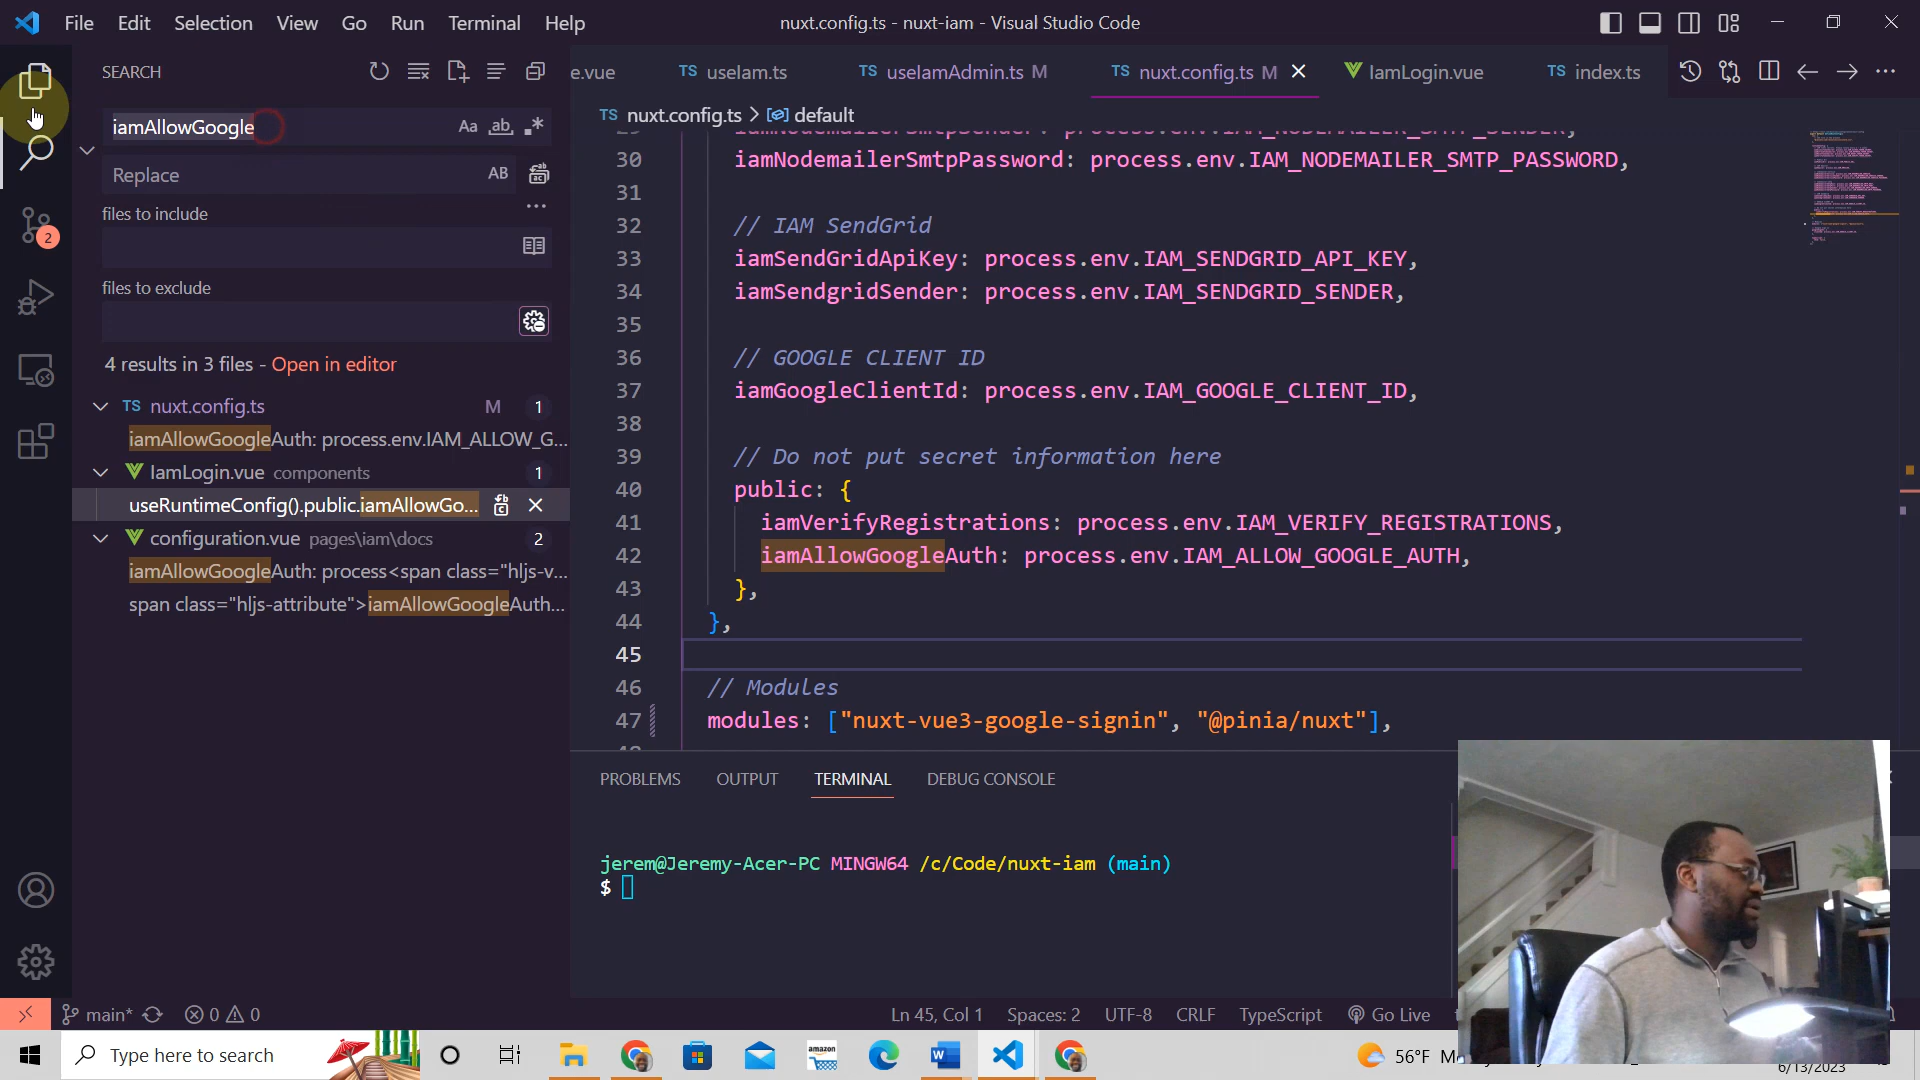 File Edit Selection View Go Run Terminal Help
nuxt.config.ts - nuxt-iam - Visual Studio Code
SEARCH
iamAllowGoogle
Aa ab
Replace
AB
files to include
files to exclude
4 results in 3 files - Open in editor
TS nuxt.config.ts M 1
iamAllowGoogleAuth: process.env.IAM_ALLOW_G...
IamLogin.vue components 1
useRuntimeConfig().public.iamAllowGo...
configuration.vue pages\iam\docs 2
iamAllowGoogleAuth: process<span class="hljs-v...
span class="hljs-attribute">iamAllowGoogleAuth...
2
e.vue TS useIam.ts TS useIamAdmin.ts M TS nuxt.config.ts M IamLogin.vue TS index.ts
TS nuxt.config.ts > default
iamNodemailerSmtpSender: process.env.IAM_NODEMAILER_SMTP_SENDER,
30 iamNodemailerSmtpPassword: process.env.IAM_NODEMAILER_SMTP_PASSWORD,
31
32 // IAM SendGrid
33 iamSendGridApiKey: process.env.IAM_SENDGRID_API_KEY,
34 iamSendgridSender: process.env.IAM_SENDGRID_SENDER,
35
36 // GOOGLE CLIENT ID
37 iamGoogleClientId: process.env.IAM_GOOGLE_CLIENT_ID,
38
39 // Do not put secret information here
40 public: {
41 iamVerifyRegistrations: process.env.IAM_VERIFY_REGISTRATIONS,
42 iamAllowGoogleAuth: process.env.IAM_ALLOW_GOOGLE_AUTH,
43 },
44 },
45
46 // Modules
47 modules: ["nuxt-vue3-google-signin", "@pinia/nuxt"],
PROBLEMS OUTPUT TERMINAL DEBUG CONSOLE
jerem@Jeremy-Acer-PC MINGW64 /c/Code/nuxt-iam (main)
$
main* 0 0
Ln 45, Col 1 Spaces: 2 UTF-8 CRLF TypeScript Go Live
Type here to search
amazon
56°F
6/13/2023